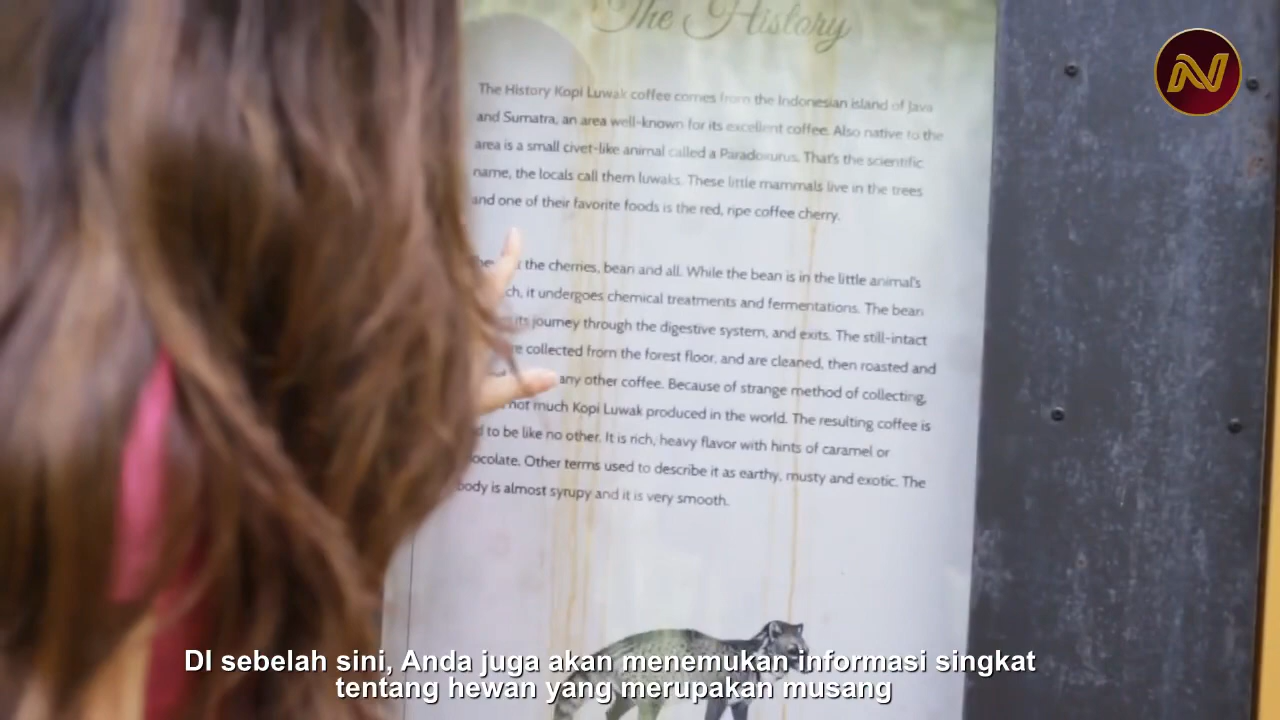 The History
The History Kopi Luwak coffee comes from the Indonesian island of Java
and Sumatra, an area well-known for its excellent coffee. Also native to the
area is a small civet-like animal called a Paradoxurus. That's the scientific
name, the locals call them luwaks. These little mammals live in the trees
and one of their favorite foods is the red, ripe coffee cherry.
the cherries, bean and all. While the bean is in the little animal's
ch, it undergoes chemical treatments and fermentations. The bean
its journey through the digestive system, and exits. The still-intact
collected from the forest floor, and are cleaned, then roasted and
any other coffee. Because of strange method of collecting,
not much Kopi Luwak produced in the world. The resulting coffee is
to be like no other. It is rich, heavy flavor with hints of caramel or
ocolate. Other terms used to describe it as earthy, musty and exotic. The
body is almost syrupy and it is very smooth.
DI sebelah sini, Anda juga akan menemukan informasi singkat
tentang hewan yang merupakan musang